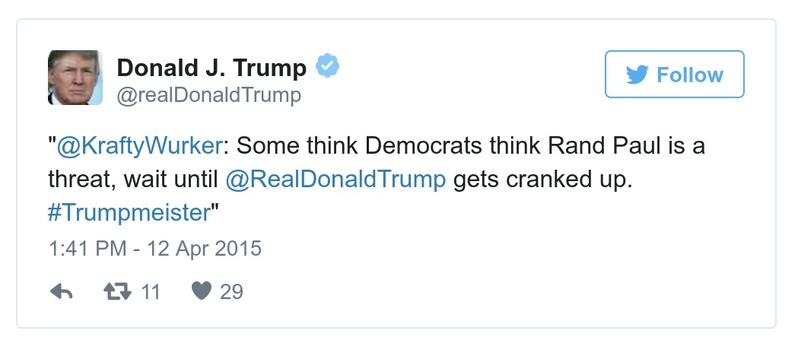 Donald J. Trump
@realDonaldTrump
Follow
"@KraftyWurker: Some think Democrats think Rand Paul is a
threat, wait until @RealDonaldTrump gets cranked up.
#Trumpmeister"
1:41 PM - 12 Apr 2015
11 29